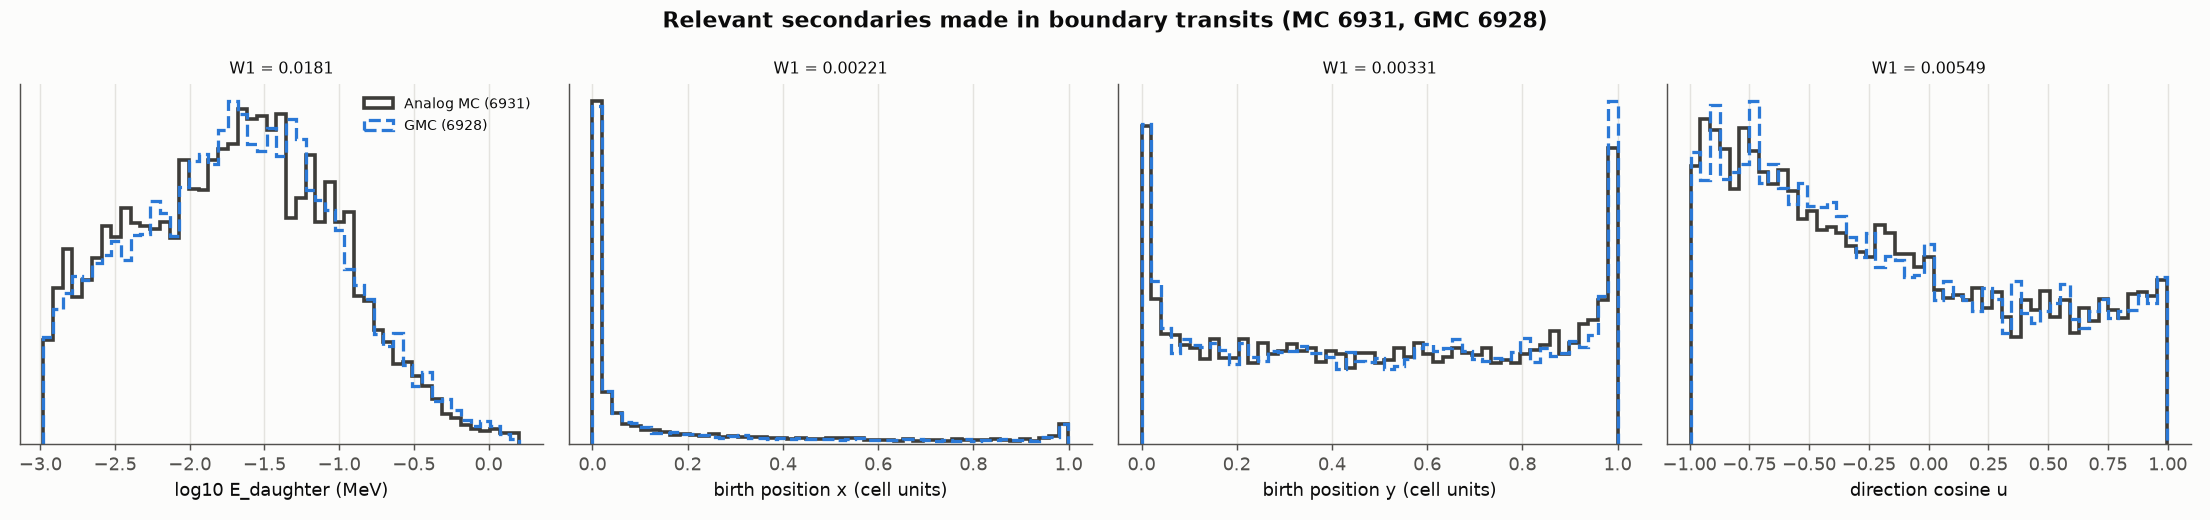 Relevant secondaries made in boundary transits (MC 6931, GMC 6928)
W1 = 0.0181
W1 = 0.00221
W1 = 0.00331
W1 = 0.00549
Analog MC (6931)
GMC (6928)
−3.0 −2.5 −2.0 −1.5 −1.0 −0.5 0.0
0.0 0.2 0.4 0.6 0.8 1.0
0.0 0.2 0.4 0.6 0.8 1.0
−1.00 −0.75 −0.50 −0.25 0.00 0.25 0.50 0.75 1.00
log10 E_daughter (MeV)
birth position x (cell units)
birth position y (cell units)
direction cosine u